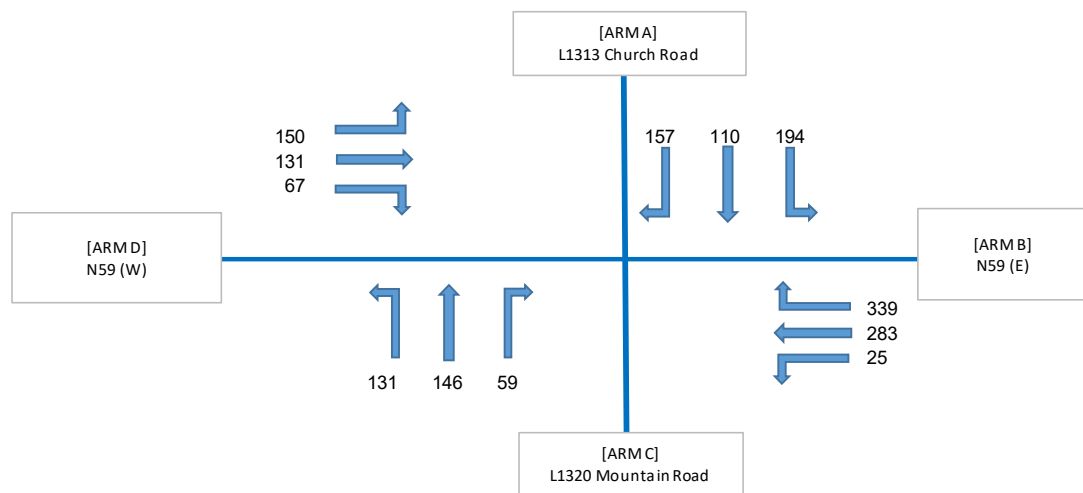 [ARM A]
L1313 Church Road
150
131
67
157 110 194
[ARM D]
N59 (W)
[ARM B]
N59 (E)
339
283
25
131 146 59
[ARM C]
L1320 Mountain Road